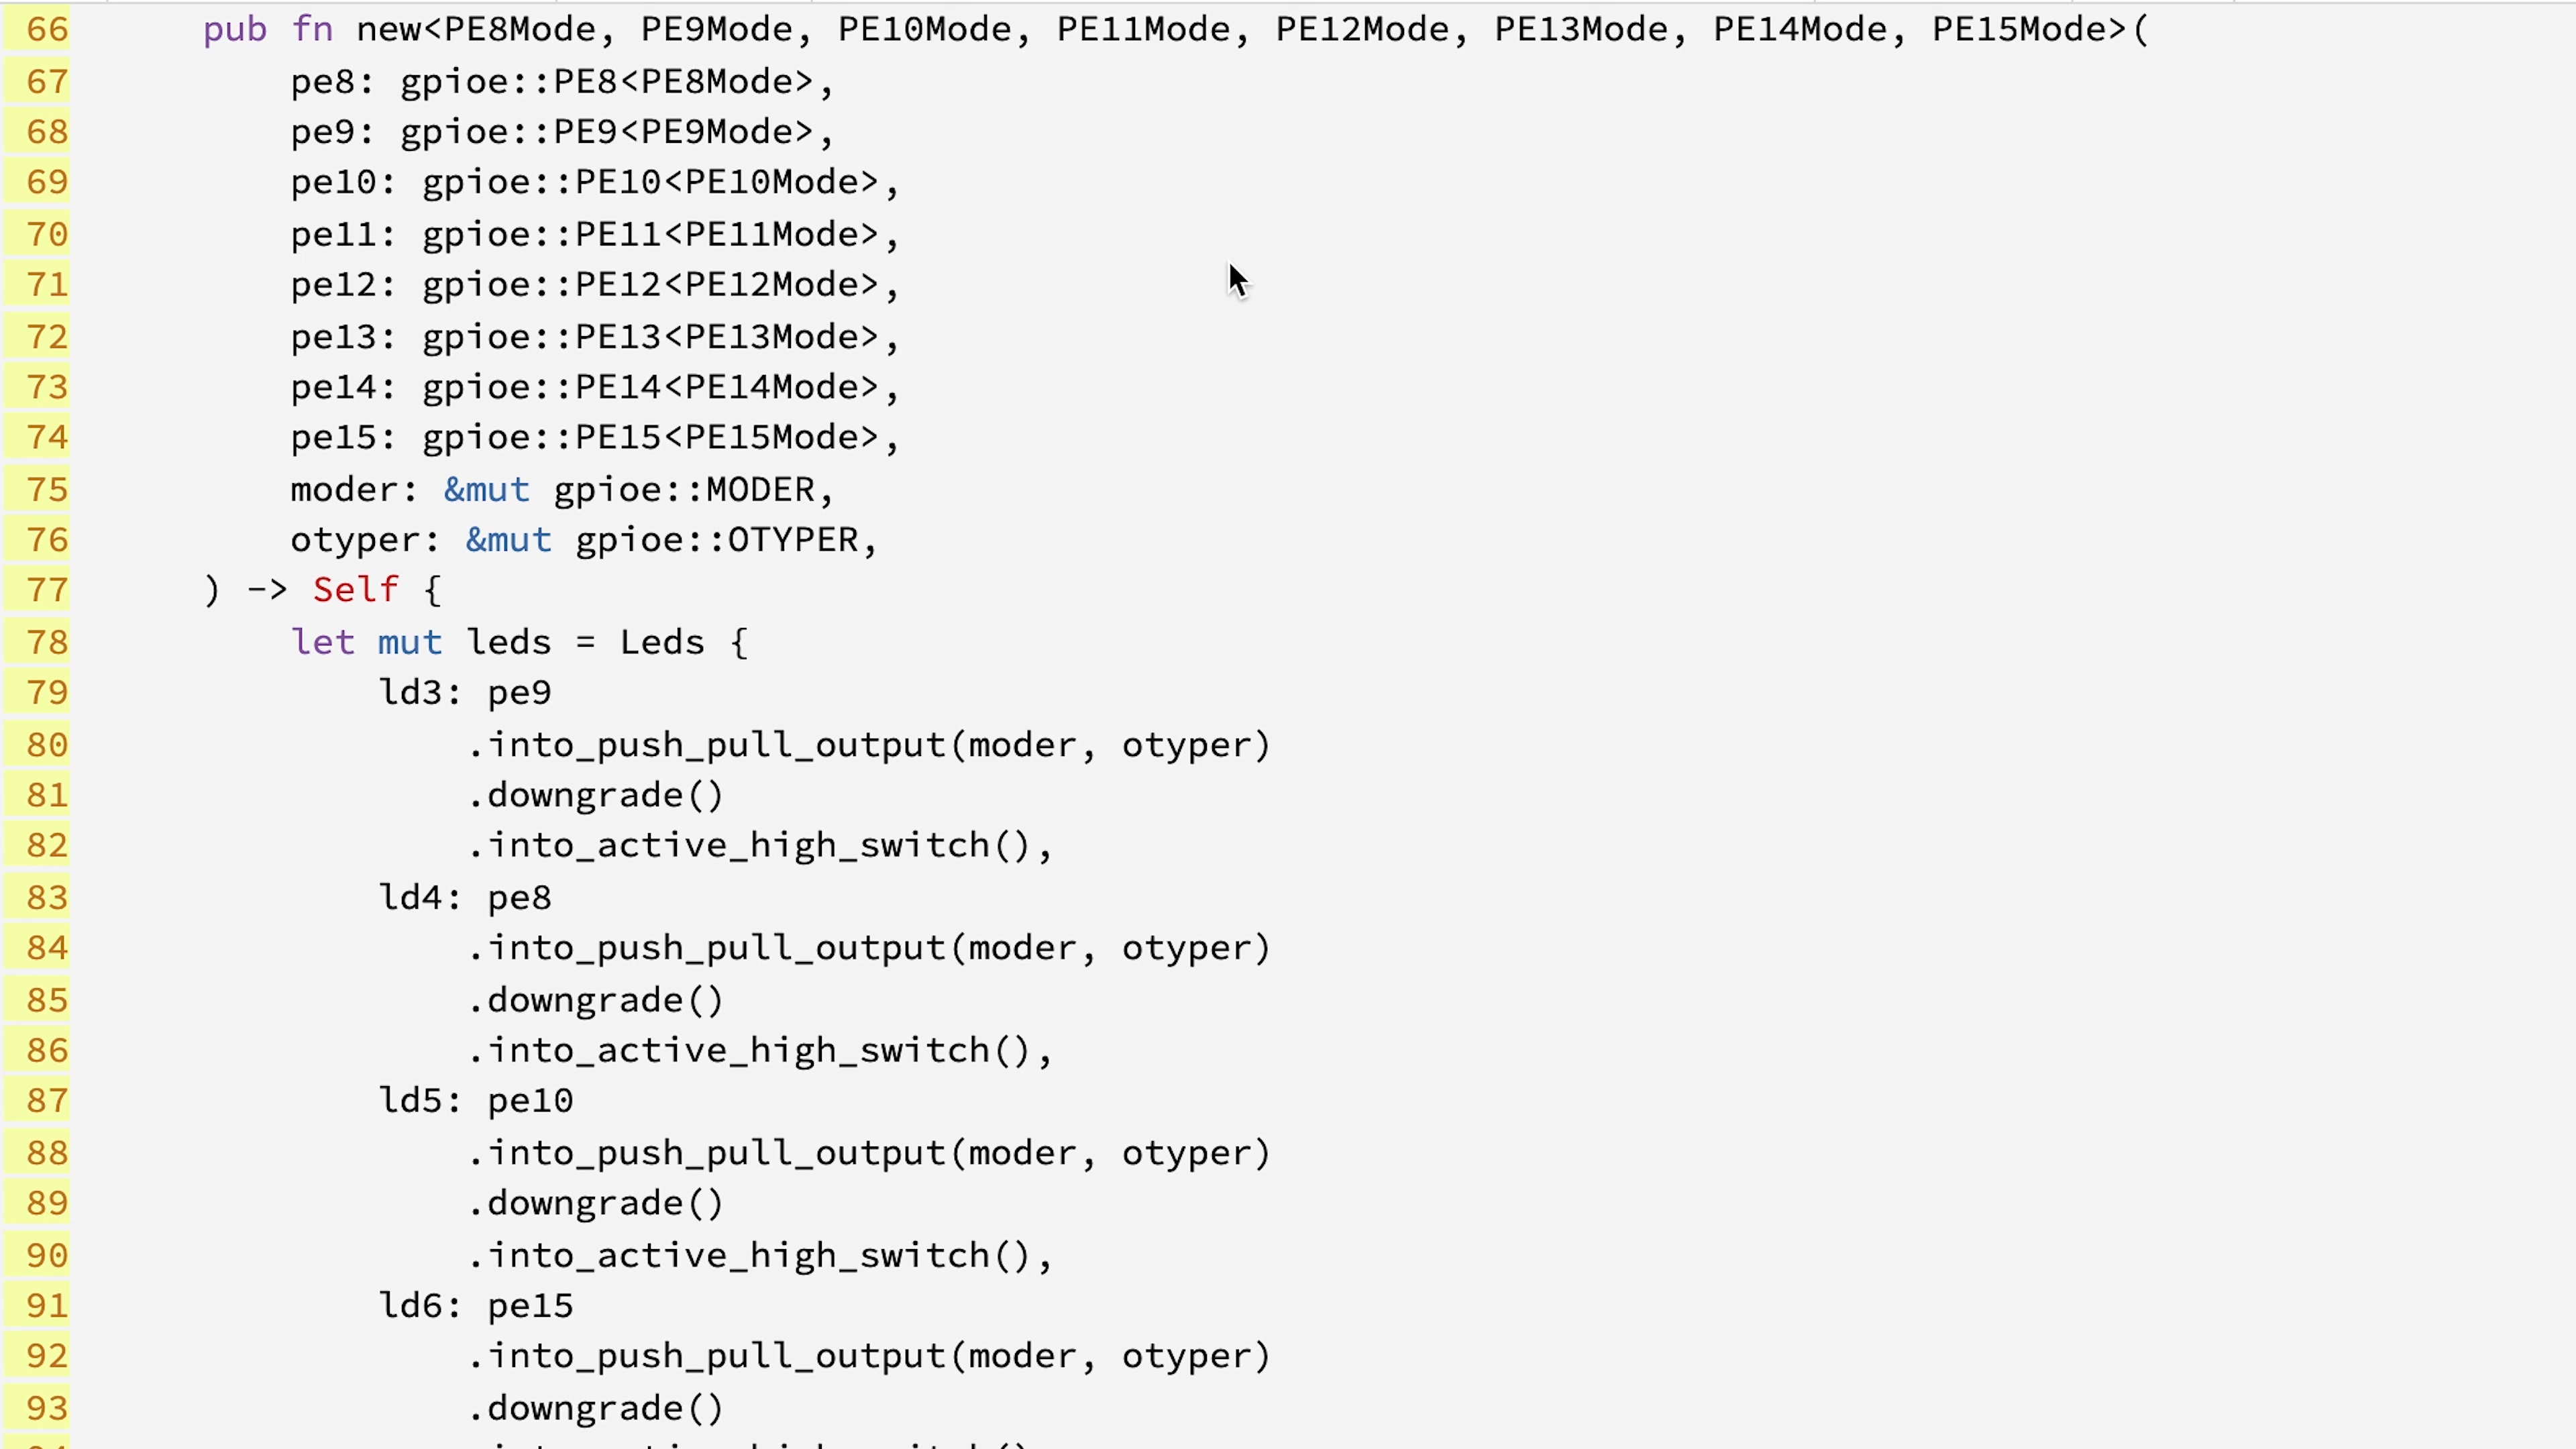 66 pub fn new<PE8Mode, PE9Mode, PE10Mode, PE11Mode, PE12Mode, PE13Mode, PE14Mode, PE15Mode>(
67 pe8: gpioe::PE8<PE8Mode>,
68 pe9: gpioe::PE9<PE9Mode>,
69 pe10: gpioe::PE10<PE10Mode>,
70 pe11: gpioe::PE11<PE11Mode>,
71 pe12: gpioe::PE12<PE12Mode>,
72 pe13: gpioe::PE13<PE13Mode>,
73 pe14: gpioe::PE14<PE14Mode>,
74 pe15: gpioe::PE15<PE15Mode>,
75 moder: &mut gpioe::MODER,
76 otyper: &mut gpioe::OTYPER,
77 ) -> Self {
78 let mut leds = Leds {
79 ld3: pe9
80 .into_push_pull_output(moder, otyper)
81 .downgrade()
82 .into_active_high_switch(),
83 ld4: pe8
84 .into_push_pull_output(moder, otyper)
85 .downgrade()
86 .into_active_high_switch(),
87 ld5: pe10
88 .into_push_pull_output(moder, otyper)
89 .downgrade()
90 .into_active_high_switch(),
91 ld6: pe15
92 .into_push_pull_output(moder, otyper)
93 .downgrade()